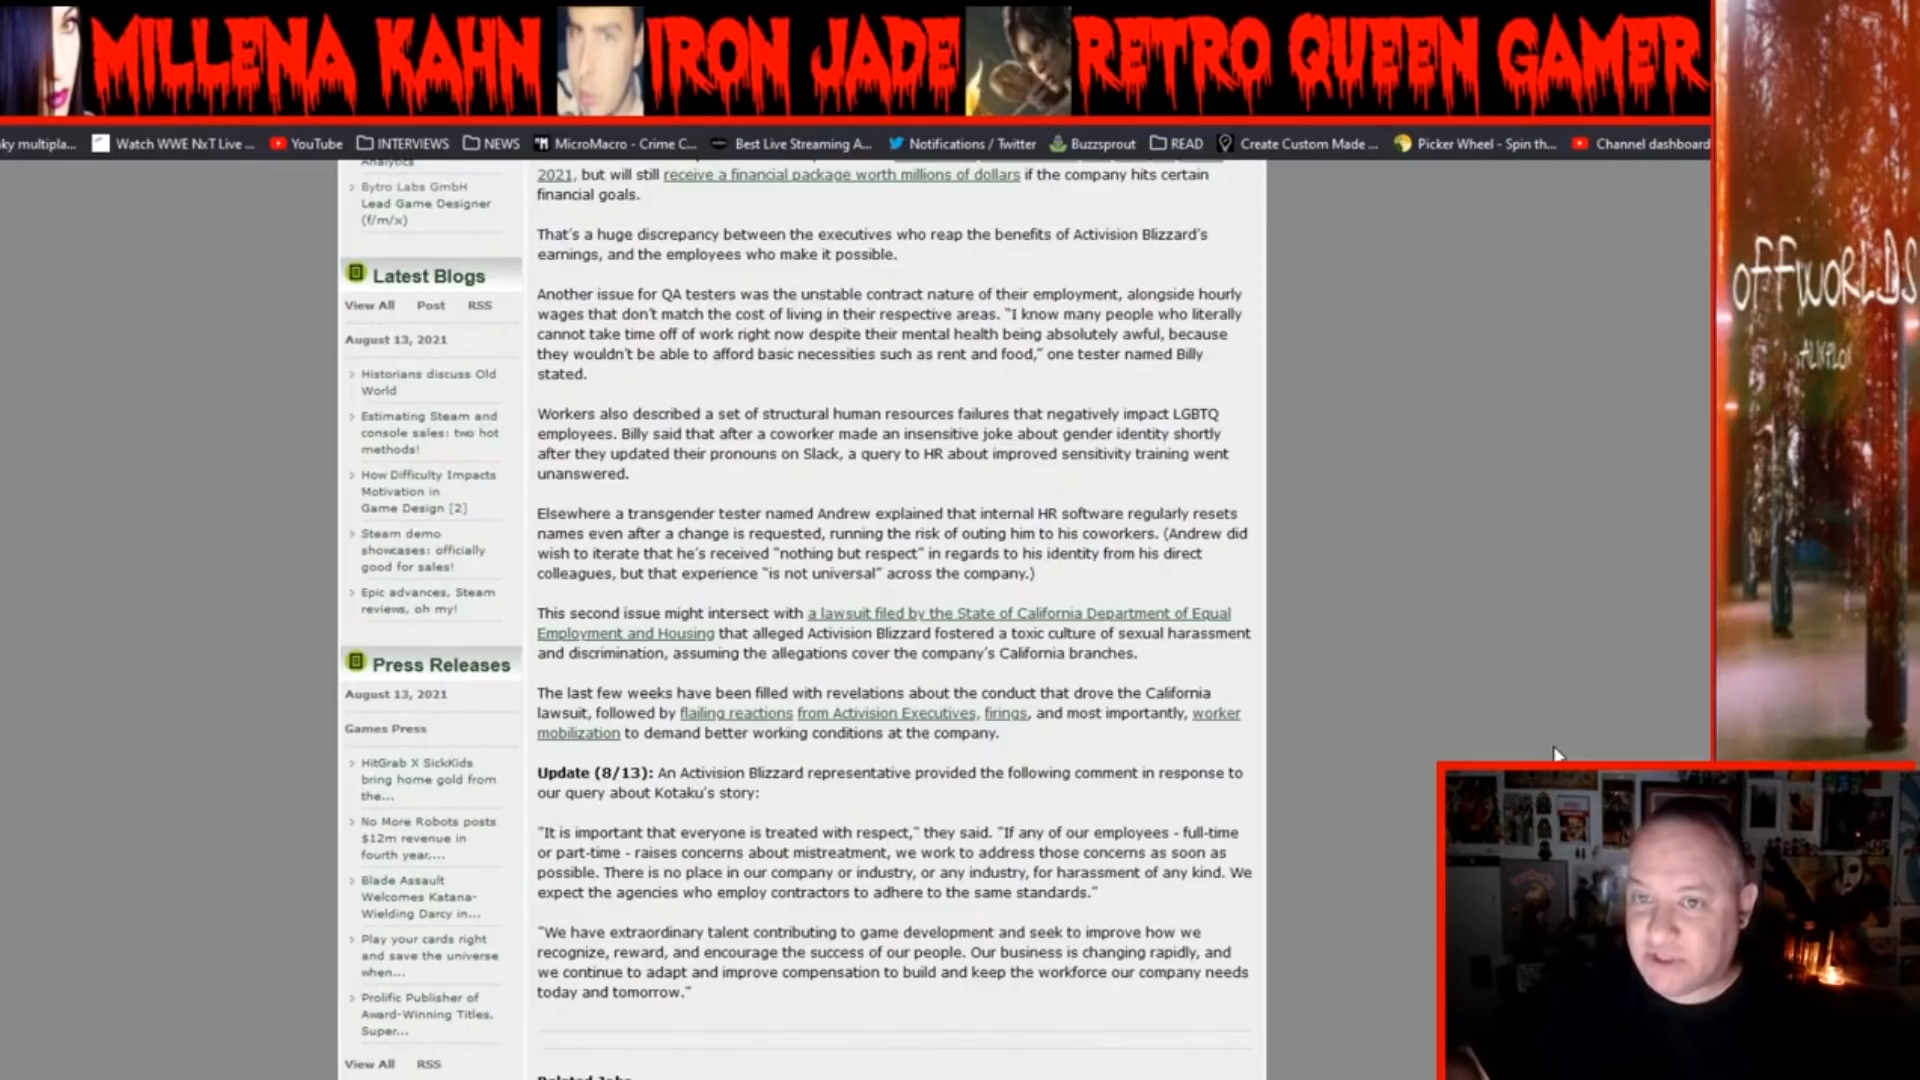 MILLENA KAHN IRON JADE RETRO QUEEN GAMER
ky multipla... Watch WWE NxT Live ... YouTube INTERVIEWS NEWS MicroMacro - Crime C... Best Live Streaming A... Notifications / Twitter Buzzsprout READ Create Custom Made ... Picker Wheel - Spin th... Channel dashboard
Analytics
Bytro Labs GmbH
Lead Game Designer
(f/m/x)
Latest Blogs
View All Post RSS
August 13, 2021
Historians discuss Old
World
Estimating Steam and
console sales: two hot
methods!
How Difficulty Impacts
Motivation in
Game Design [2]
Steam demo
showcases: officially
good for sales!
Epic advances, Steam
reviews, oh my!
Press Releases
August 13, 2021
Games Press
HitGrab X SickKids
bring home gold from
the...
No More Robots posts
$12m revenue in
fourth year,...
Blade Assault
Welcomes Katana-
Wielding Darcy in...
Play your cards right
and save the universe
when...
Prolific Publisher of
Award-Winning Titles,
Super...
View All RSS
2021, but will still receive a financial package worth millions of dollars if the company hits certain
financial goals.
That's a huge discrepancy between the executives who reap the benefits of Activision Blizzard's
earnings, and the employees who make it possible.
Another issue for QA testers was the unstable contract nature of their employment, alongside hourly
wages that don't match the cost of living in their respective areas. "I know many people who literally
cannot take time off of work right now despite their mental health being absolutely awful, because
they wouldn't be able to afford basic necessities such as rent and food," one tester named Billy
stated.
Workers also described a set of structural human resources failures that negatively impact LGBTQ
employees. Billy said that after a coworker made an insensitive joke about gender identity shortly
after they updated their pronouns on Slack, a query to HR about improved sensitivity training went
unanswered.
Elsewhere a transgender tester named Andrew explained that internal HR software regularly resets
names even after a change is requested, running the risk of outing him to his coworkers. (Andrew did
wish to iterate that he's received "nothing but respect" in regards to his identity from his direct
colleagues, but that experience "is not universal" across the company.)
This second issue might intersect with a lawsuit filed by the State of California Department of Equal
Employment and Housing that alleged Activision Blizzard fostered a toxic culture of sexual harassment
and discrimination, assuming the allegations cover the company's California branches.
The last few weeks have been filled with revelations about the conduct that drove the California
lawsuit, followed by flailing reactions from Activision Executives, firings, and most importantly, worker
mobilization to demand better working conditions at the company.
Update (8/13): An Activision Blizzard representative provided the following comment in response to
our query about Kotaku's story:
"It is important that everyone is treated with respect," they said. "If any of our employees - full-time
or part-time - raises concerns about mistreatment, we work to address those concerns as soon as
possible. There is no place in our company or industry, or any industry, for harassment of any kind. We
expect the agencies who employ contractors to adhere to the same standards."
"We have extraordinary talent contributing to game development and seek to improve how we
recognize, reward, and encourage the success of our people. Our business is changing rapidly, and
we continue to adapt and improve compensation to build and keep the workforce our company needs
today and tomorrow."
Related Jobs
OFFWORLDS